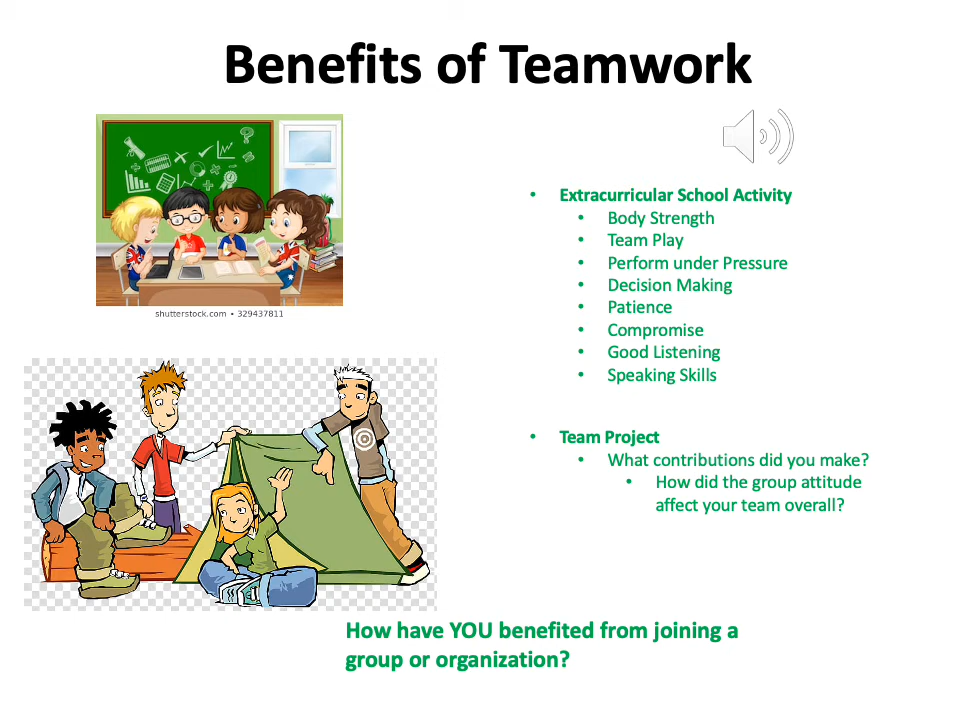 Benefits of Teamwork
shutterstock.com • 329437811
• Extracurricular School Activity
• Body Strength
• Team Play
• Perform under Pressure
• Decision Making
• Patience
• Compromise
• Good Listening
• Speaking Skills
• Team Project
• What contributions did you make?
• How did the group attitude
affect your team overall?
How have YOU benefited from joining a
group or organization?